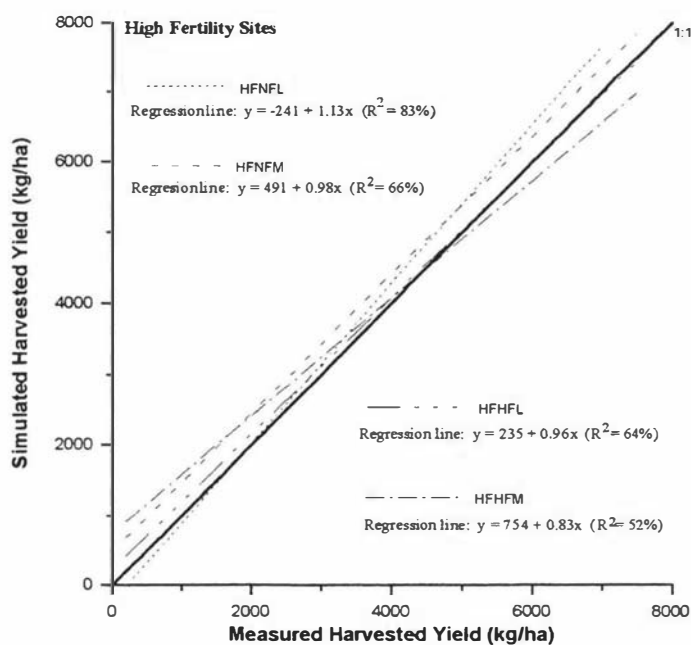 High Fertility Sites
HFNFL
Regressionline: y = -241 + 1.13x (R² = 83%)
HFNFM
Regressionline: y = 491 + 0.98x (R²= 66%)
HFHFL
Regression line: y = 235 + 0.96x (R²= 64%)
HFHFM
Regression line: y = 754 + 0.83x (R²= 52%)
1:1
Simulated Harvested Yield (kg/ha)
8000
6000
4000
2000
0
0
2000
4000
6000
8000
Measured Harvested Yield (kg/ha)